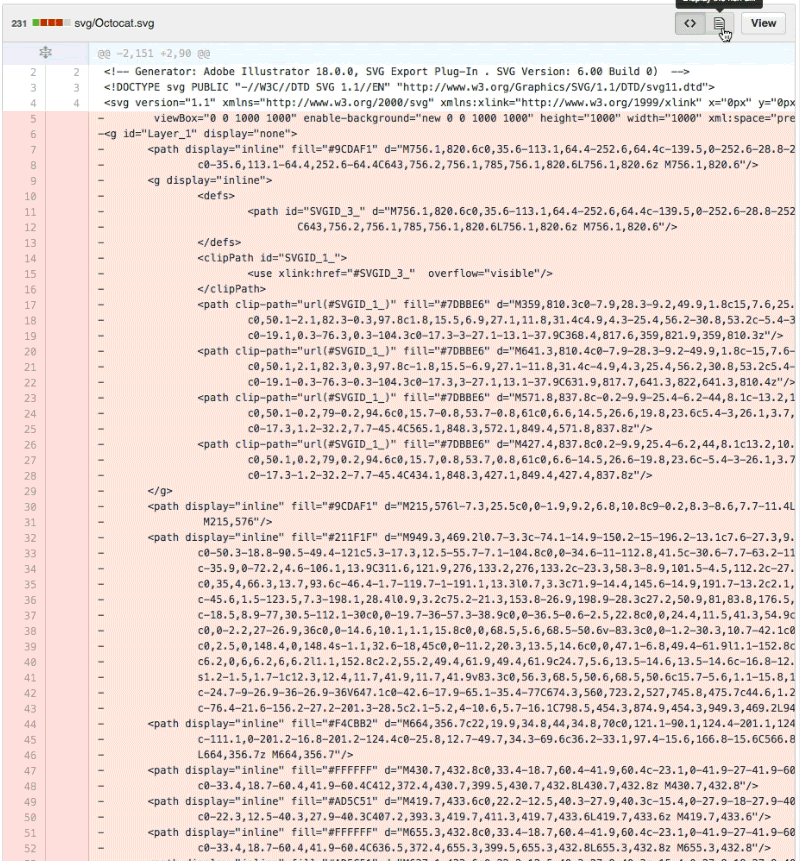 231 svg/Octocat.svg <> View
@@ -2,151 +2,90 @@
2 2 <!-- Generator: Adobe Illustrator 18.0.0, SVG Export Plug-In . SVG Version: 6.00 Build 0)  -->
3 3 <!DOCTYPE svg PUBLIC "-//W3C//DTD SVG 1.1//EN" "http://www.w3.org/Graphics/SVG/1.1/DTD/svg11.dtd">
4 4 <svg version="1.1" xmlns="http://www.w3.org/2000/svg" xmlns:xlink="http://www.w3.org/1999/xlink" x="0px" y="0px
5 - viewBox="0 0 1000 1000" enable-background="new 0 0 1000 1000" height="1000" width="1000" xml:space="pre
6 -<g id="Layer_1" display="none">
7 - <path display="inline" fill="#9CDAF1" d="M756.1,820.6c0,35.6-113.1,64.4-252.6,64.4c-139.5,0-252.6-28.8-2
8 - c0-35.6,113.1-64.4,252.6-64.4C643,756.2,756.1,785,756.1,820.6L756.1,820.6z M756.1,820.6"/>
9 - <g display="inline">
10 - <defs>
11 - <path id="SVGID_3_" d="M756.1,820.6c0,35.6-113.1,64.4-252.6,64.4c-139.5,0-252.6-28.8-252
12 - C643,756.2,756.1,785,756.1,820.6L756.1,820.6z M756.1,820.6"/>
13 - </defs>
14 - <clipPath id="SVGID_1_">
15 - <use xlink:href="#SVGID_3_"  overflow="visible"/>
16 - </clipPath>
17 - <path clip-path="url(#SVGID_1_)" fill="#7DBBE6" d="M359,810.3c0-7.9,28.3-9.2,49.9,1.8c15,7.6,25.
18 - c0,50.1-2.1,82.3-0.3,97.8c1.8,15.5,6.9,27.1,11.8,31.4c4.9,4.3-25.4,56.2-30.8,53.2c-5.4-3
19 - c0-19.1,0.3-76.3,0.3-104.3c0-17.3-3-27.1-13.1-37.9C368.4,817.6,359,821.9,359,810.3z"/>
20 - <path clip-path="url(#SVGID_1_)" fill="#7DBBE6" d="M641.3,810.4c0-7.9-28.3-9.2-49.9,1.8c-15,7.6-
21 - c0,50.1,2.1,82.3,0.3,97.8c-1.8,15.5-6.9,27.1-11.8,31.4c-4.9,4.3,25.4,56.2,30.8,53.2c5.4-
22 - c0-19.1-0.3-76.3-0.3-104.3c0-17.3,3-27.1,13.1-37.9C631.9,817.7,641.3,822,641.3,810.4z"/>
23 - <path clip-path="url(#SVGID_1_)" fill="#7DBBE6" d="M571.8,837.8c-0.2-9.9-25.4-6.2-44,8.1c-13.2,1
24 - c0,50.1-0.2,79-0.2,94.6c0,15.7-0.8,53.7-0.8,61c0,6.6,14.5,26.6,19.8,23.6c5.4-3,26.1,3.7,
25 - c0-17.3,1.2-32.2,7.7-45.4C565.1,848.3,572.1,849.4,571.8,837.8z"/>
26 - <path clip-path="url(#SVGID_1_)" fill="#7DBBE6" d="M427.4,837.8c0.2-9.9,25.4-6.2,44,8.1c13.2,10.
27 - c0,50.1,0.2,79,0.2,94.6c0,15.7,0.8,53.7,0.8,61c0,6.6-14.5,26.6-19.8,23.6c-5.4-3-26.1,3.7
28 - c0-17.3-1.2-32.2-7.7-45.4C434.1,848.3,427.1,849.4,427.4,837.8z"/>
29 - </g>
30 - <path display="inline" fill="#9CDAF1" d="M215,576l-7.3,25.5c0,0-1.9,9.2,6.8,10.8c9-0.2,8.3-8.6,7.7-11.4L
31 - M215,576"/>
32 - <path display="inline" fill="#211F1F" d="M949.3,469.2l0.7-3.3c-74.1-14.9-150.2-15-196.2-13.1c7.6-27.3,9.
33 - c0-50.3-18.8-90.5-49.4-121c5.3-17.3,12.5-55.7-7.1-104.8c0,0-34.6-11-112.8,41.5c-30.6-7.7-63.2-11
34 - c-35.9,0-72.2,4.6-106.1,13.9C311.6,121.9,276,133.2,276,133.2c-23.3,58.3-8.9,101.5-4.5,112.2c-27.
35 - c0,35,4,66.3,13.7,93.6c-46.4-1.7-119.7-1-191.1,13.3l0.7,3.3c71.9-14.4,145.6-14.9,191.7-13.2c2.1,
36 - c-45.6,1.5-123.5,7.3-198.1,28.4l0.9,3.2c75.2-21.3,153.8-26.9,198.9-28.3c27.2,50.9,81,83.8,176.5,
37 - c-18.5,8.9-77,30.5-112.1-30c0,0-19.7-36-57.3-38.9c0,0-36.5-0.6-2.5,22.8c0,0,24.4,11.5,41.3,54.9c
38 - c0,0-2.2,27-26.9,36c0,0-14.6,10.1,1.1,15.8c0,0,68.5,5.6,68.5-50.6v-83.3c0,0-1.2-30.3,10.7-42.1c0
39 - c0,2.5,0,148.4,0,148.4s-1.1,32.6-18,45c0,0-11.2,20.3,13.5,14.6c0,0,47.1-6.8,49.4-61.9l1.1-152.8c
40 - c6.2,0,6,6.2,6,6.2l1.1,152.8c2.2,55.2,49.4,61.9,49.4,61.9c24.7,5.6,13.5-14.6,13.5-14.6c-16.8-12.
41 - s1.2-1.5,1.7-1c12.3,12.4,11.7,41.9,11.7,41.9v83.3c0,56.3,68.5,50.6,68.5,50.6c15.7-5.6,1.1-15.8,1
42 - c-24.7-9-26.9-36-26.9-36V647.1c0-42.6-17.9-65.1-35.4-77C674.3,560,723.2,527,745.8,475.7c44.6,1.2
43 - c-76.4-21.6-156.2-27.2-201.3-28.5c2.1-5.2,4-10.6,5.7-16.1C798.5,454.3,874.9,454.3,949.3,469.2L94
44 - <path display="inline" fill="#F4CBB2" d="M664,356.7c22,19.9,34.8,44,34.8,70c0,121.1-90.1,124.4-201.1,124
45 - c-111.1,0-201.2-16.8-201.2-124.4c0-25.8,12.7-49.7,34.3-69.6c36.2-33.1,97.4-15.6,166.8-15.6C566.8
46 - L664,356.7z M664,356.7"/>
47 - <path display="inline" fill="#FFFFFF" d="M430.7,432.8c0,33.4-18.7,60.4-41.9,60.4c-23.1,0-41.9-27-41.9-60
48 - c0-33.4,18.7-60.4,41.9-60.4C412,372.4,430.7,399.5,430.7,432.8L430.7,432.8z M430.7,432.8"/>
49 - <path display="inline" fill="#AD5C51" d="M419.7,433.6c0,22.2-12.5,40.3-27.9,40.3c-15.4,0-27.9-18-27.9-40
50 - c0-22.3,12.5-40.3,27.9-40.3C407.2,393.3,419.7,411.3,419.7,433.6L419.7,433.6z M419.7,433.6"/>
51 - <path display="inline" fill="#FFFFFF" d="M655.3,432.8c0,33.4-18.7,60.4-41.9,60.4c-23.1,0-41.9-27-41.9-60
52 - c0-33.4,18.7-60.4,41.9-60.4C636.5,372.4,655.3,399.5,655.3,432.8L655.3,432.8z M655.3,432.8"/>